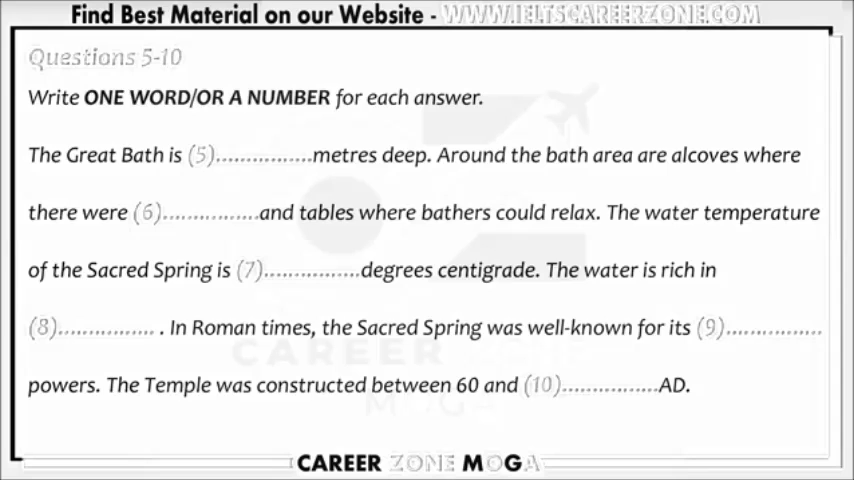 Find Best Material on our Website - WWW.IELTSCAREERZONE.COM
Questions 5-10
Write ONE WORD/OR A NUMBER for each answer.
The Great Bath is (5)................metres deep. Around the bath area are alcoves where
there were (6)................and tables where bathers could relax. The water temperature
of the Sacred Spring is (7)................degrees centigrade. The water is rich in
(8)................ . In Roman times, the Sacred Spring was well-known for its (9)................
powers. The Temple was constructed between 60 and (10)................AD.
CAREER ZONE
MOGA
CAREER ZONE MOGA